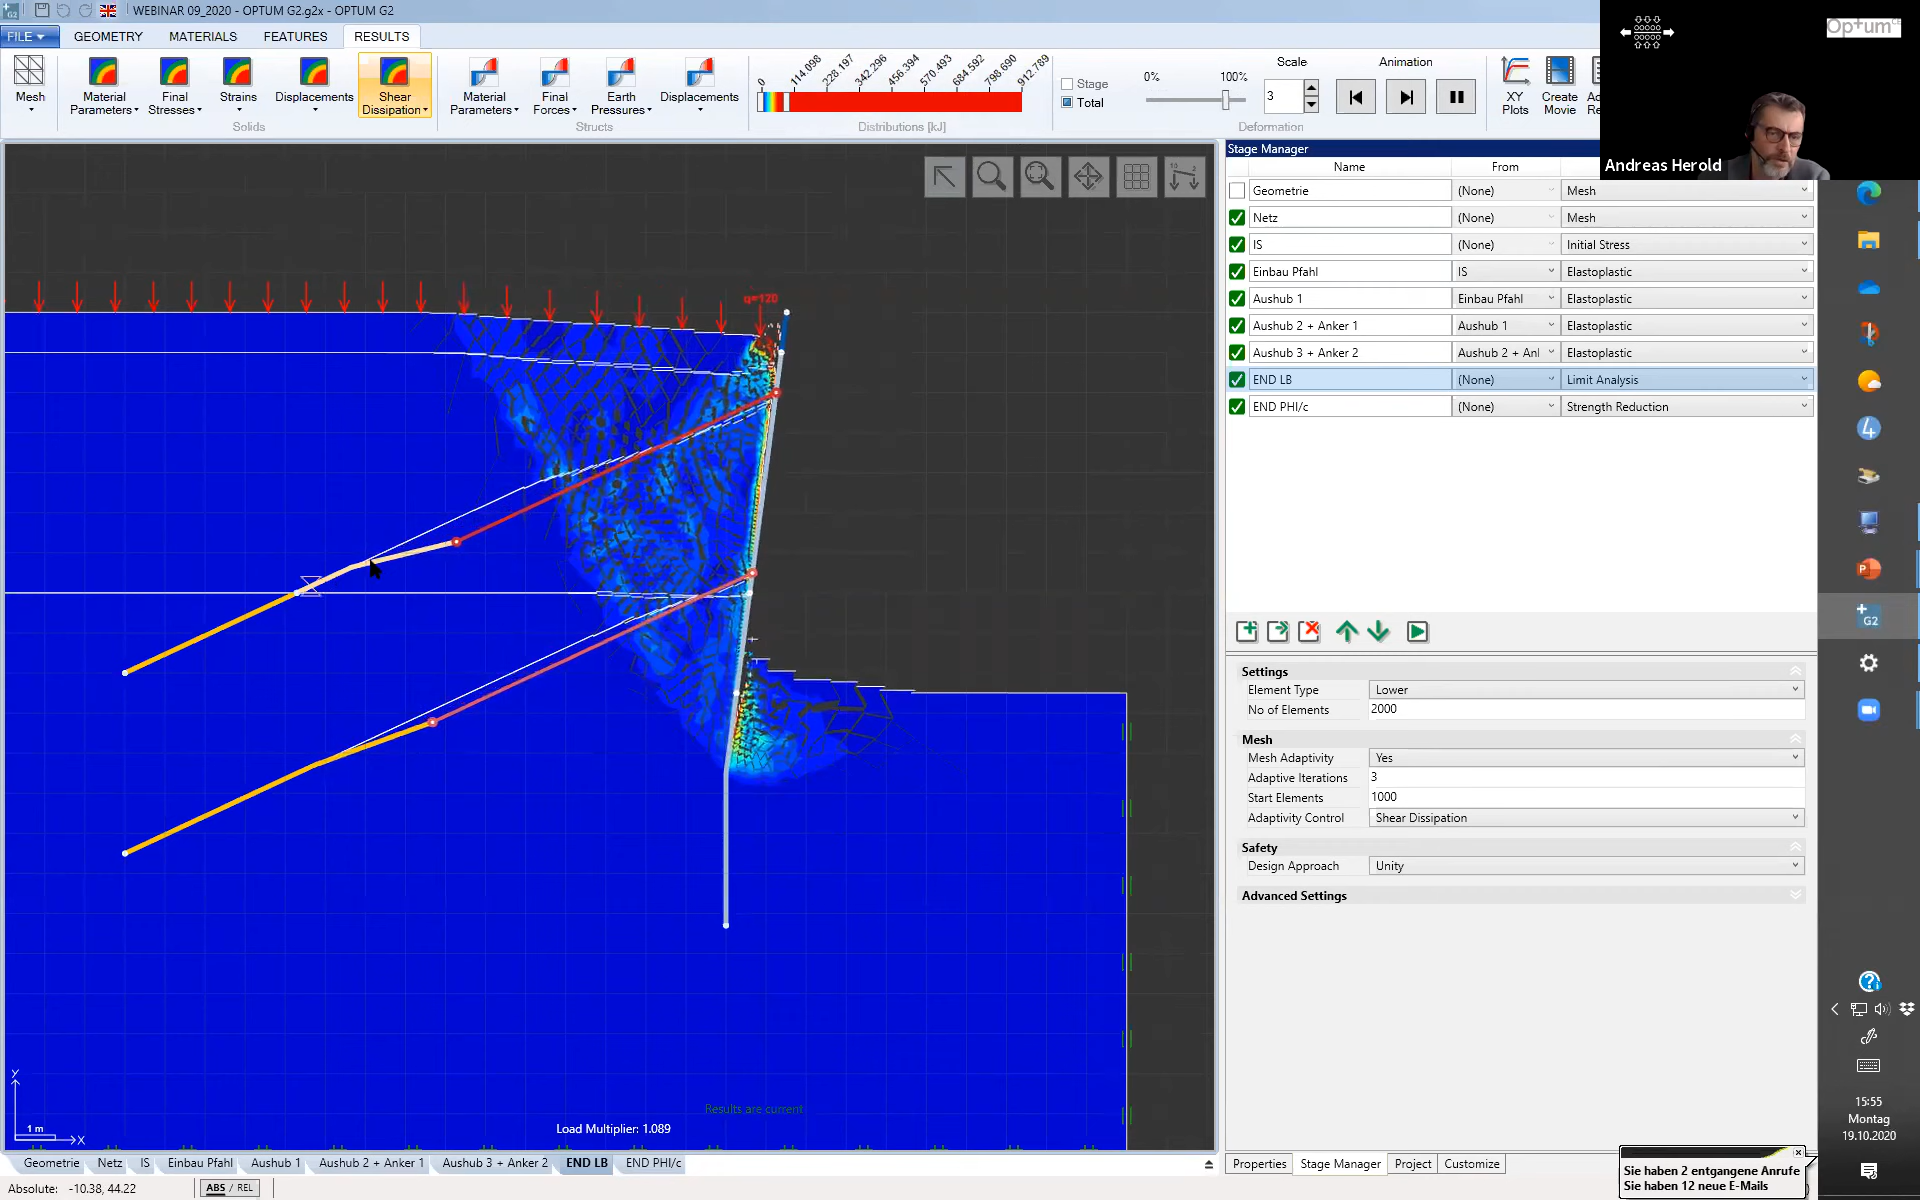 WEBINAR 09_2020 - OPTUM G2.g2x - OPTUM G2
FILE GEOMETRY MATERIALS FEATURES RESULTS
Mesh
Material Parameters
Final Stresses
Strains
Displacements
Shear Dissipation
Solids
Material Parameters
Final Forces
Earth Pressures
Displacements
Structs
0 114.098 228.197 342.296 456.394 570.493 684.592 798.690 912.789
Distributions [kJ]
Stage
Total
0% 100%
Scale
3
Animation
Deformation
XY Plots
Create Movie
Optum
Andreas Herold
q=120
Results are current
Load Multiplier: 1.089
1 m
X
Y
Stage Manager
Name From
Geometrie (None) Mesh
Netz (None) Mesh
IS (None) Initial Stress
Einbau Pfahl IS Elastoplastic
Aushub 1 Einbau Pfahl Elastoplastic
Aushub 2 + Anker 1 Aushub 1 Elastoplastic
Aushub 3 + Anker 2 Aushub 2 + Anl Elastoplastic
END LB (None) Limit Analysis
END PHI/c (None) Strength Reduction
Settings
Element Type Lower
No of Elements 2000
Mesh
Mesh Adaptivity Yes
Adaptive Iterations 3
Start Elements 1000
Adaptivity Control Shear Dissipation
Safety
Design Approach Unity
Advanced Settings
G2
15:55
Montag
19.10.2020
Geometrie Netz IS Einbau Pfahl Aushub 1 Aushub 2 + Anker 1 Aushub 3 + Anker 2 END LB END PHI/c
Properties Stage Manager Project Customize
Absolute: -10.38, 44.22 ABS / REL
Sie haben 2 entgangene Anrufe
Sie haben 12 neue E-Mails